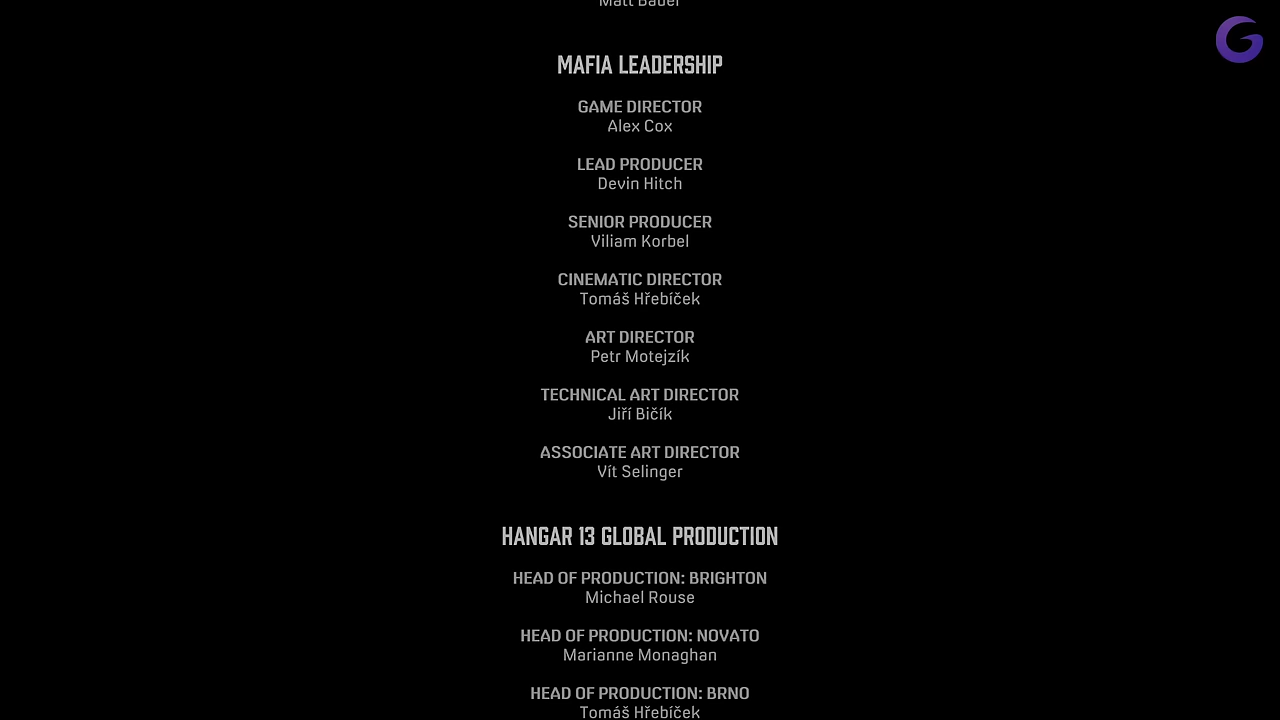 Matt Bauer
MAFIA LEADERSHIP
GAME DIRECTOR
Alex Cox
LEAD PRODUCER
Devin Hitch
SENIOR PRODUCER
Viliam Korbel
CINEMATIC DIRECTOR
Tomáš Hřebíček
ART DIRECTOR
Petr Motejzík
TECHNICAL ART DIRECTOR
Jiří Bičík
ASSOCIATE ART DIRECTOR
Vít Selinger
HANGAR 13 GLOBAL PRODUCTION
HEAD OF PRODUCTION: BRIGHTON
Michael Rouse
HEAD OF PRODUCTION: NOVATO
Marianne Monaghan
HEAD OF PRODUCTION: BRNO
Tomáš Hřebíček